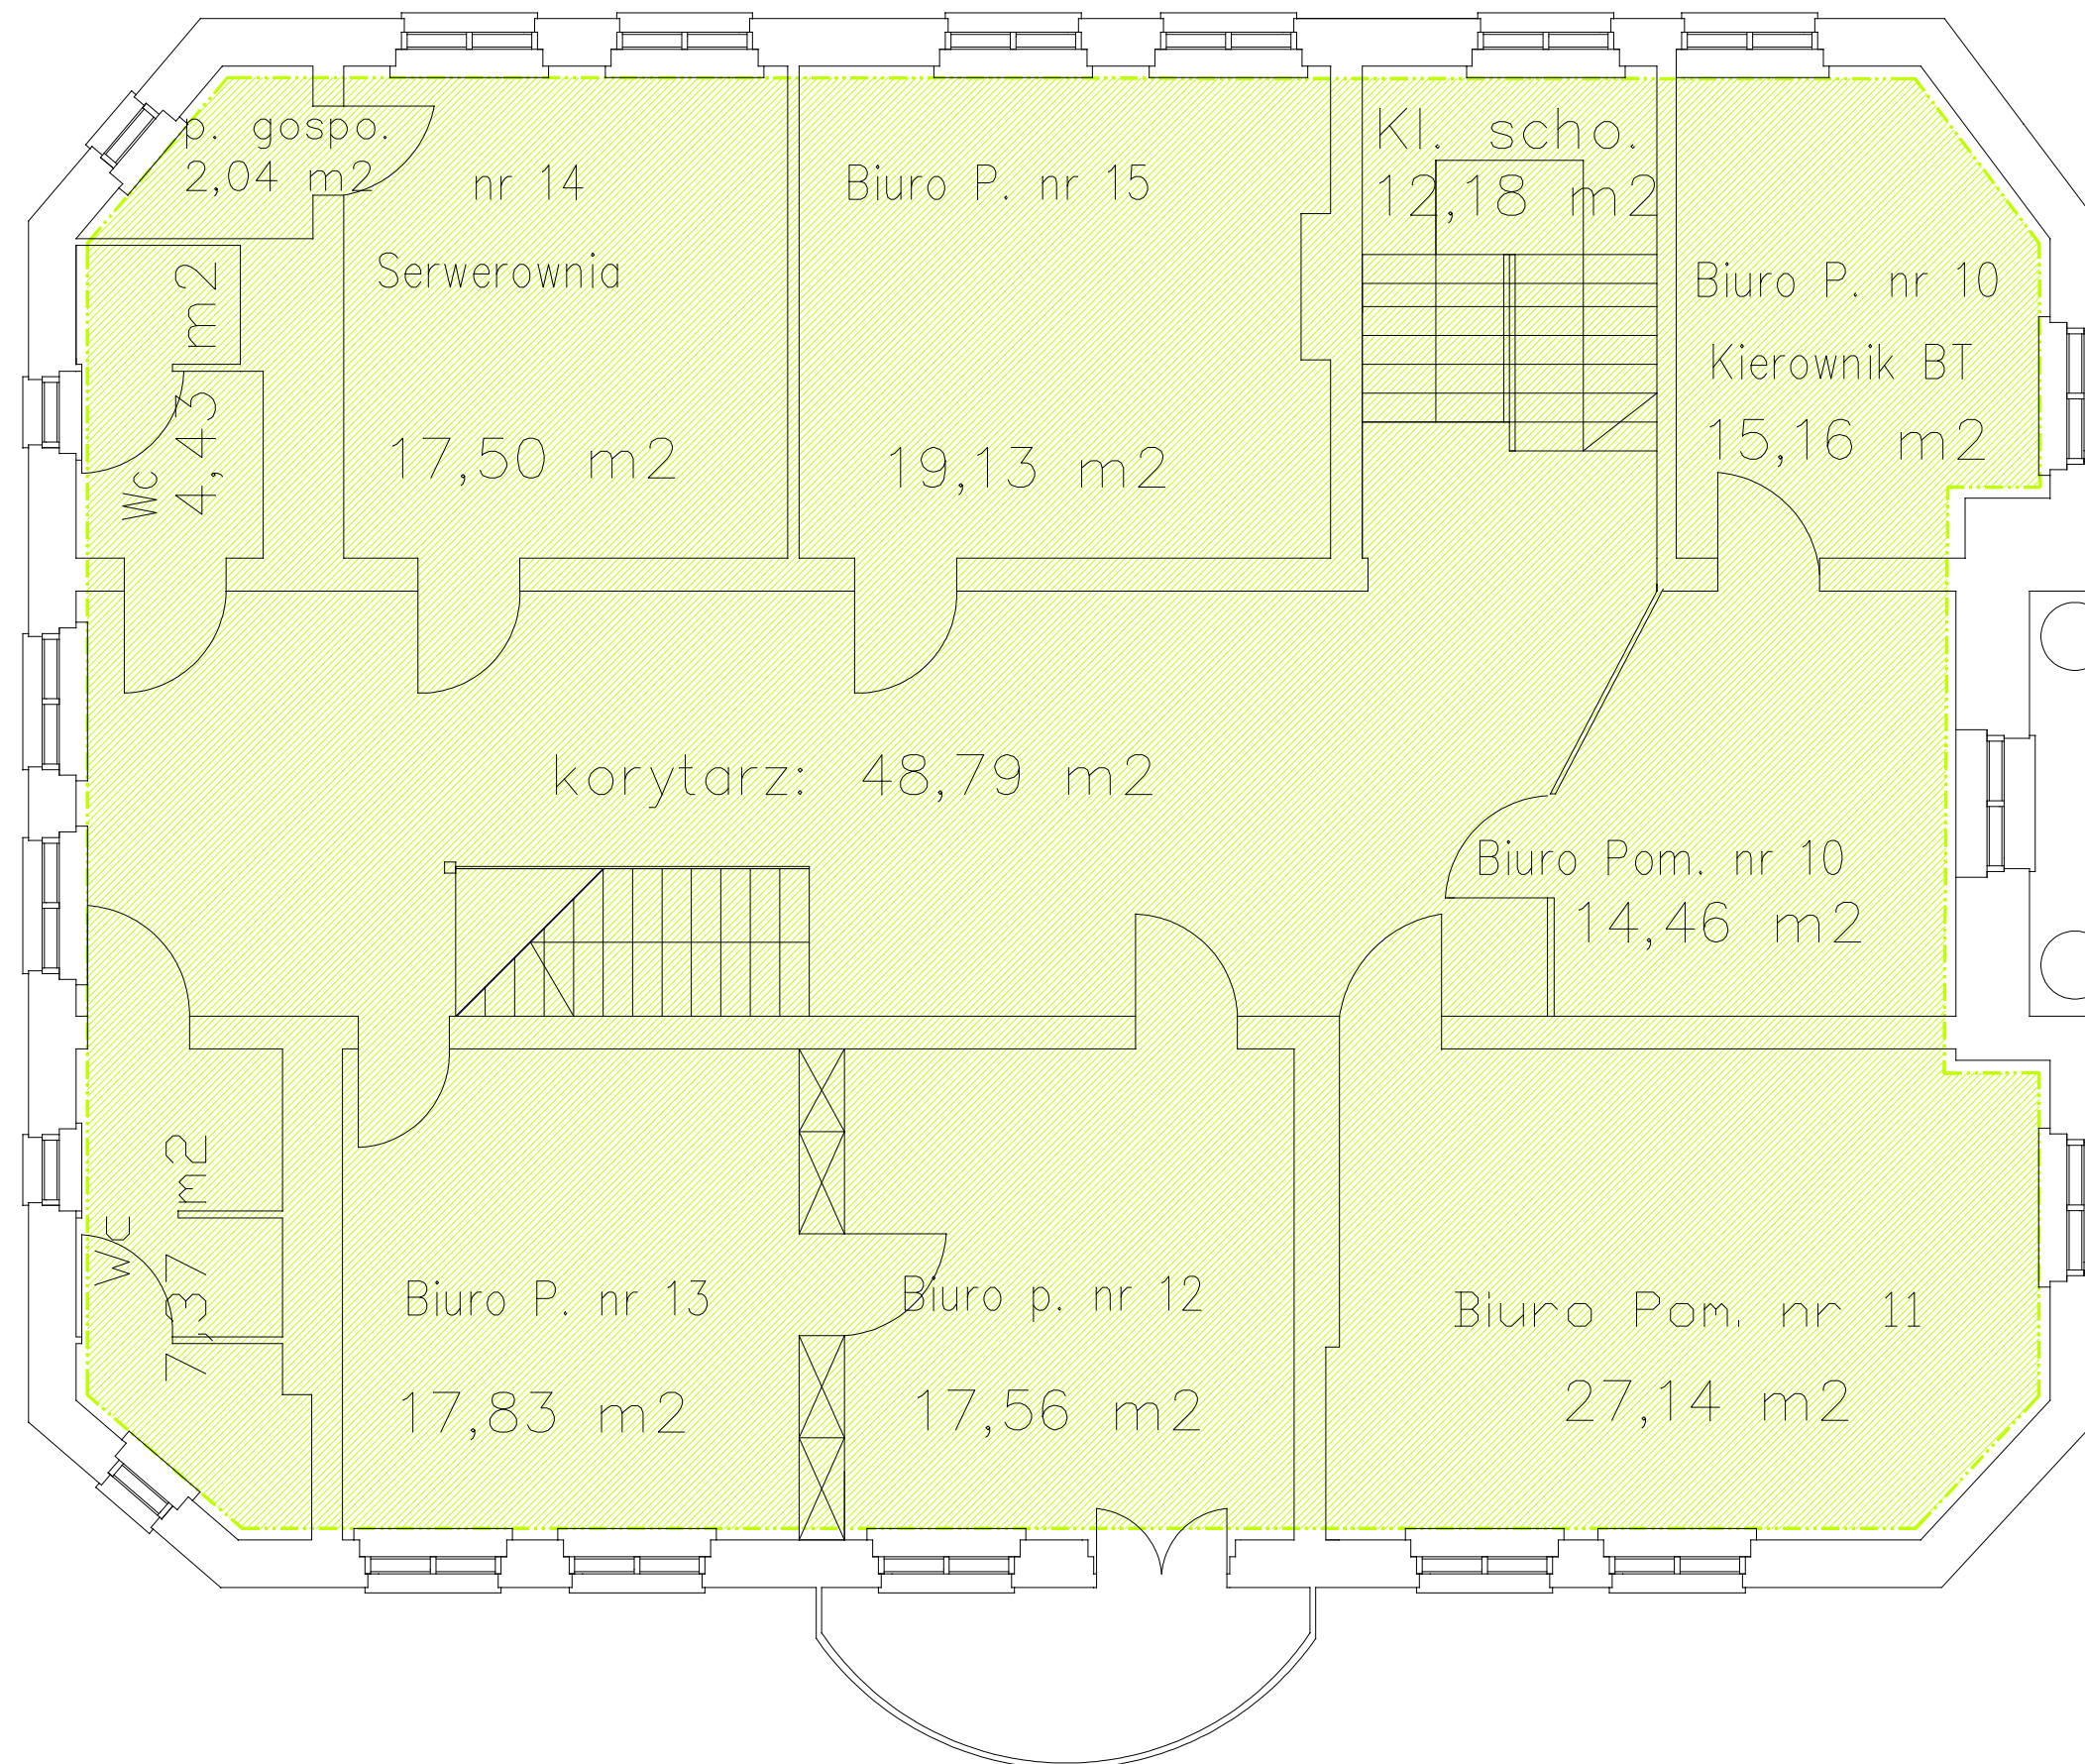 p. gospo.
2,04 m2
nr 14
Serwerownia
17,50 m2
Biuro P. nr 15
19,13 m2
Kl. scho.
12,18 m2
Biuro P. nr 10
Kierownik BT
15,16 m2
Wc
4,43 m2
korytarz: 48,79 m2
Biuro Pom. nr 10
14,46 m2
Wc
7,97 m2
Biuro P. nr 13
17,83 m2
Biuro p. nr 12
17,56 m2
Biuro Pom. nr 11
27,14 m2